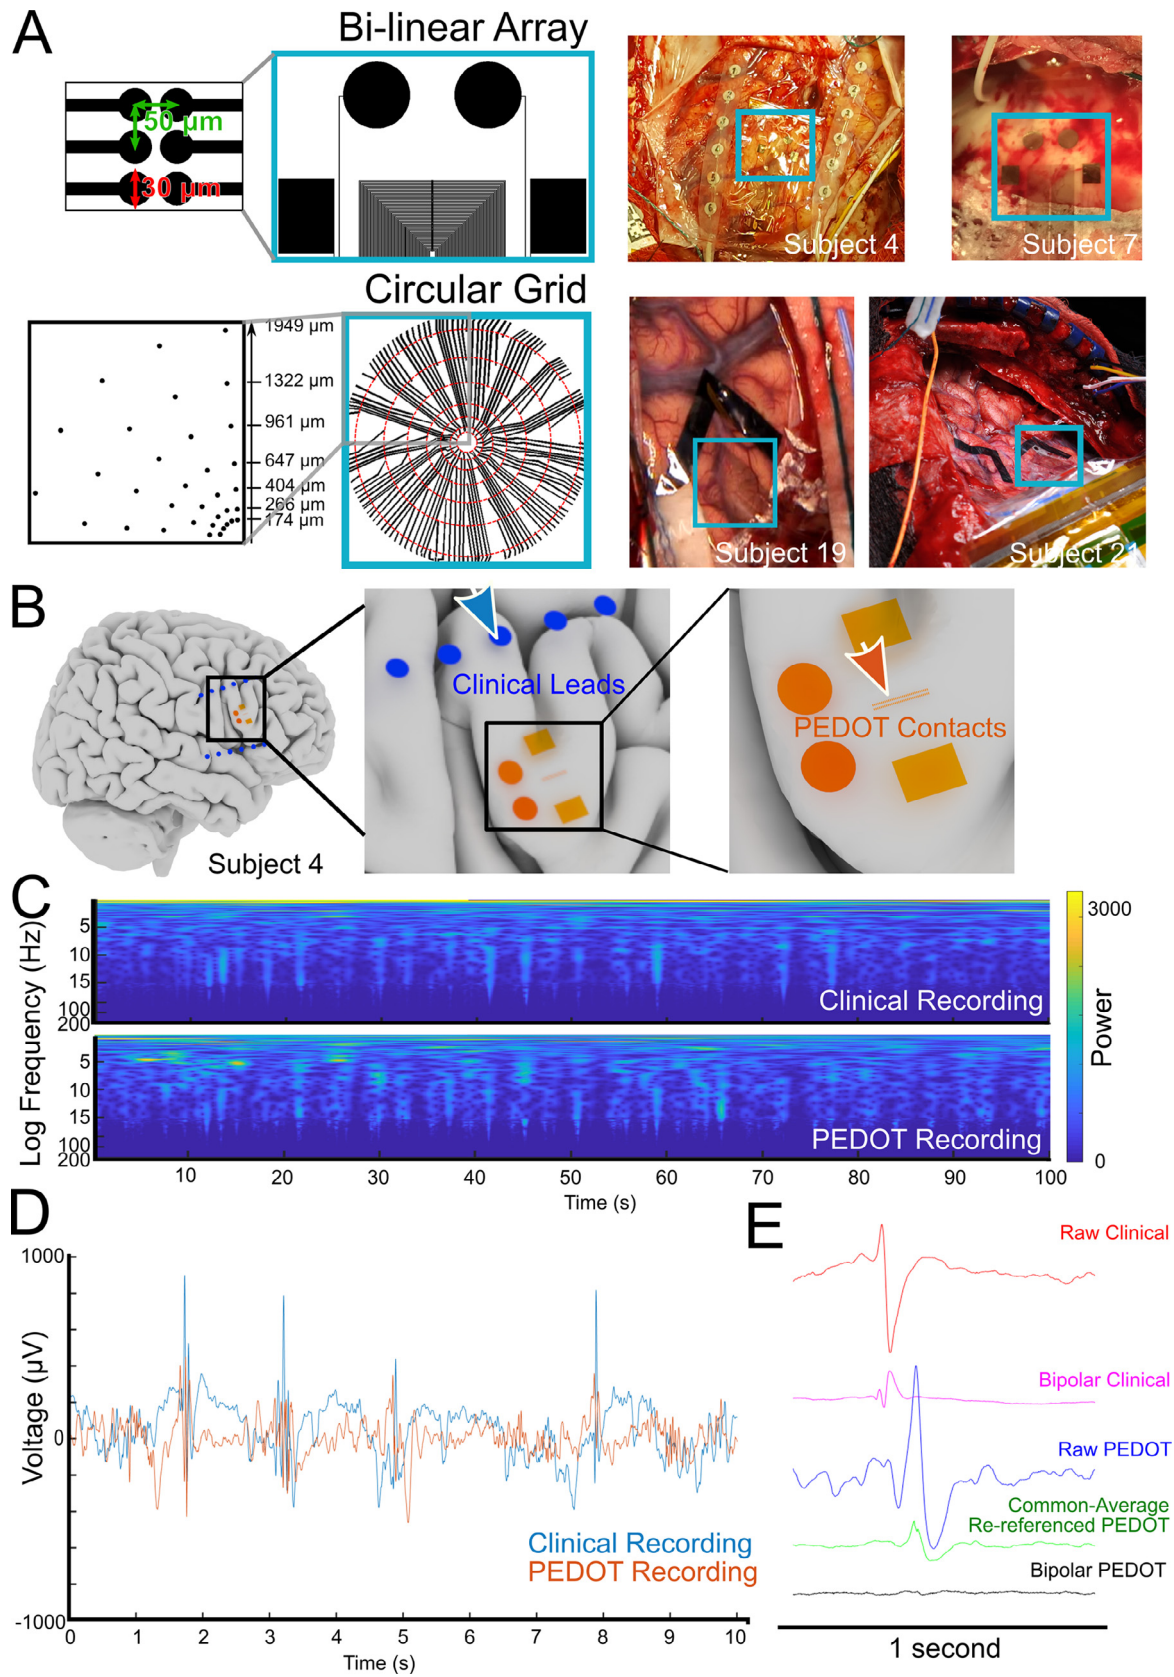 A
Bi-linear Array
50 µm
30 µm
Subject 4
Subject 7
Circular Grid
1949 µm
1322 µm
961 µm
647 µm
404 µm
266 µm
174 µm
Subject 19
Subject 21
B
Clinical Leads
PEDOT Contacts
Subject 4
C
Log Frequency (Hz)
5
10
15
100
200
Clinical Recording
5
10
15
100
200
PEDOT Recording
10
20
30
40
50
60
70
80
90
100
Time (s)
3000
Power
0
D
1000
Voltage (µV)
0
-1000
Clinical Recording
PEDOT Recording
0
1
2
3
4
5
6
7
8
9
10
Time (s)
E
Raw Clinical
Bipolar Clinical
Raw PEDOT
Common-Average
Re-referenced PEDOT
Bipolar PEDOT
1 second